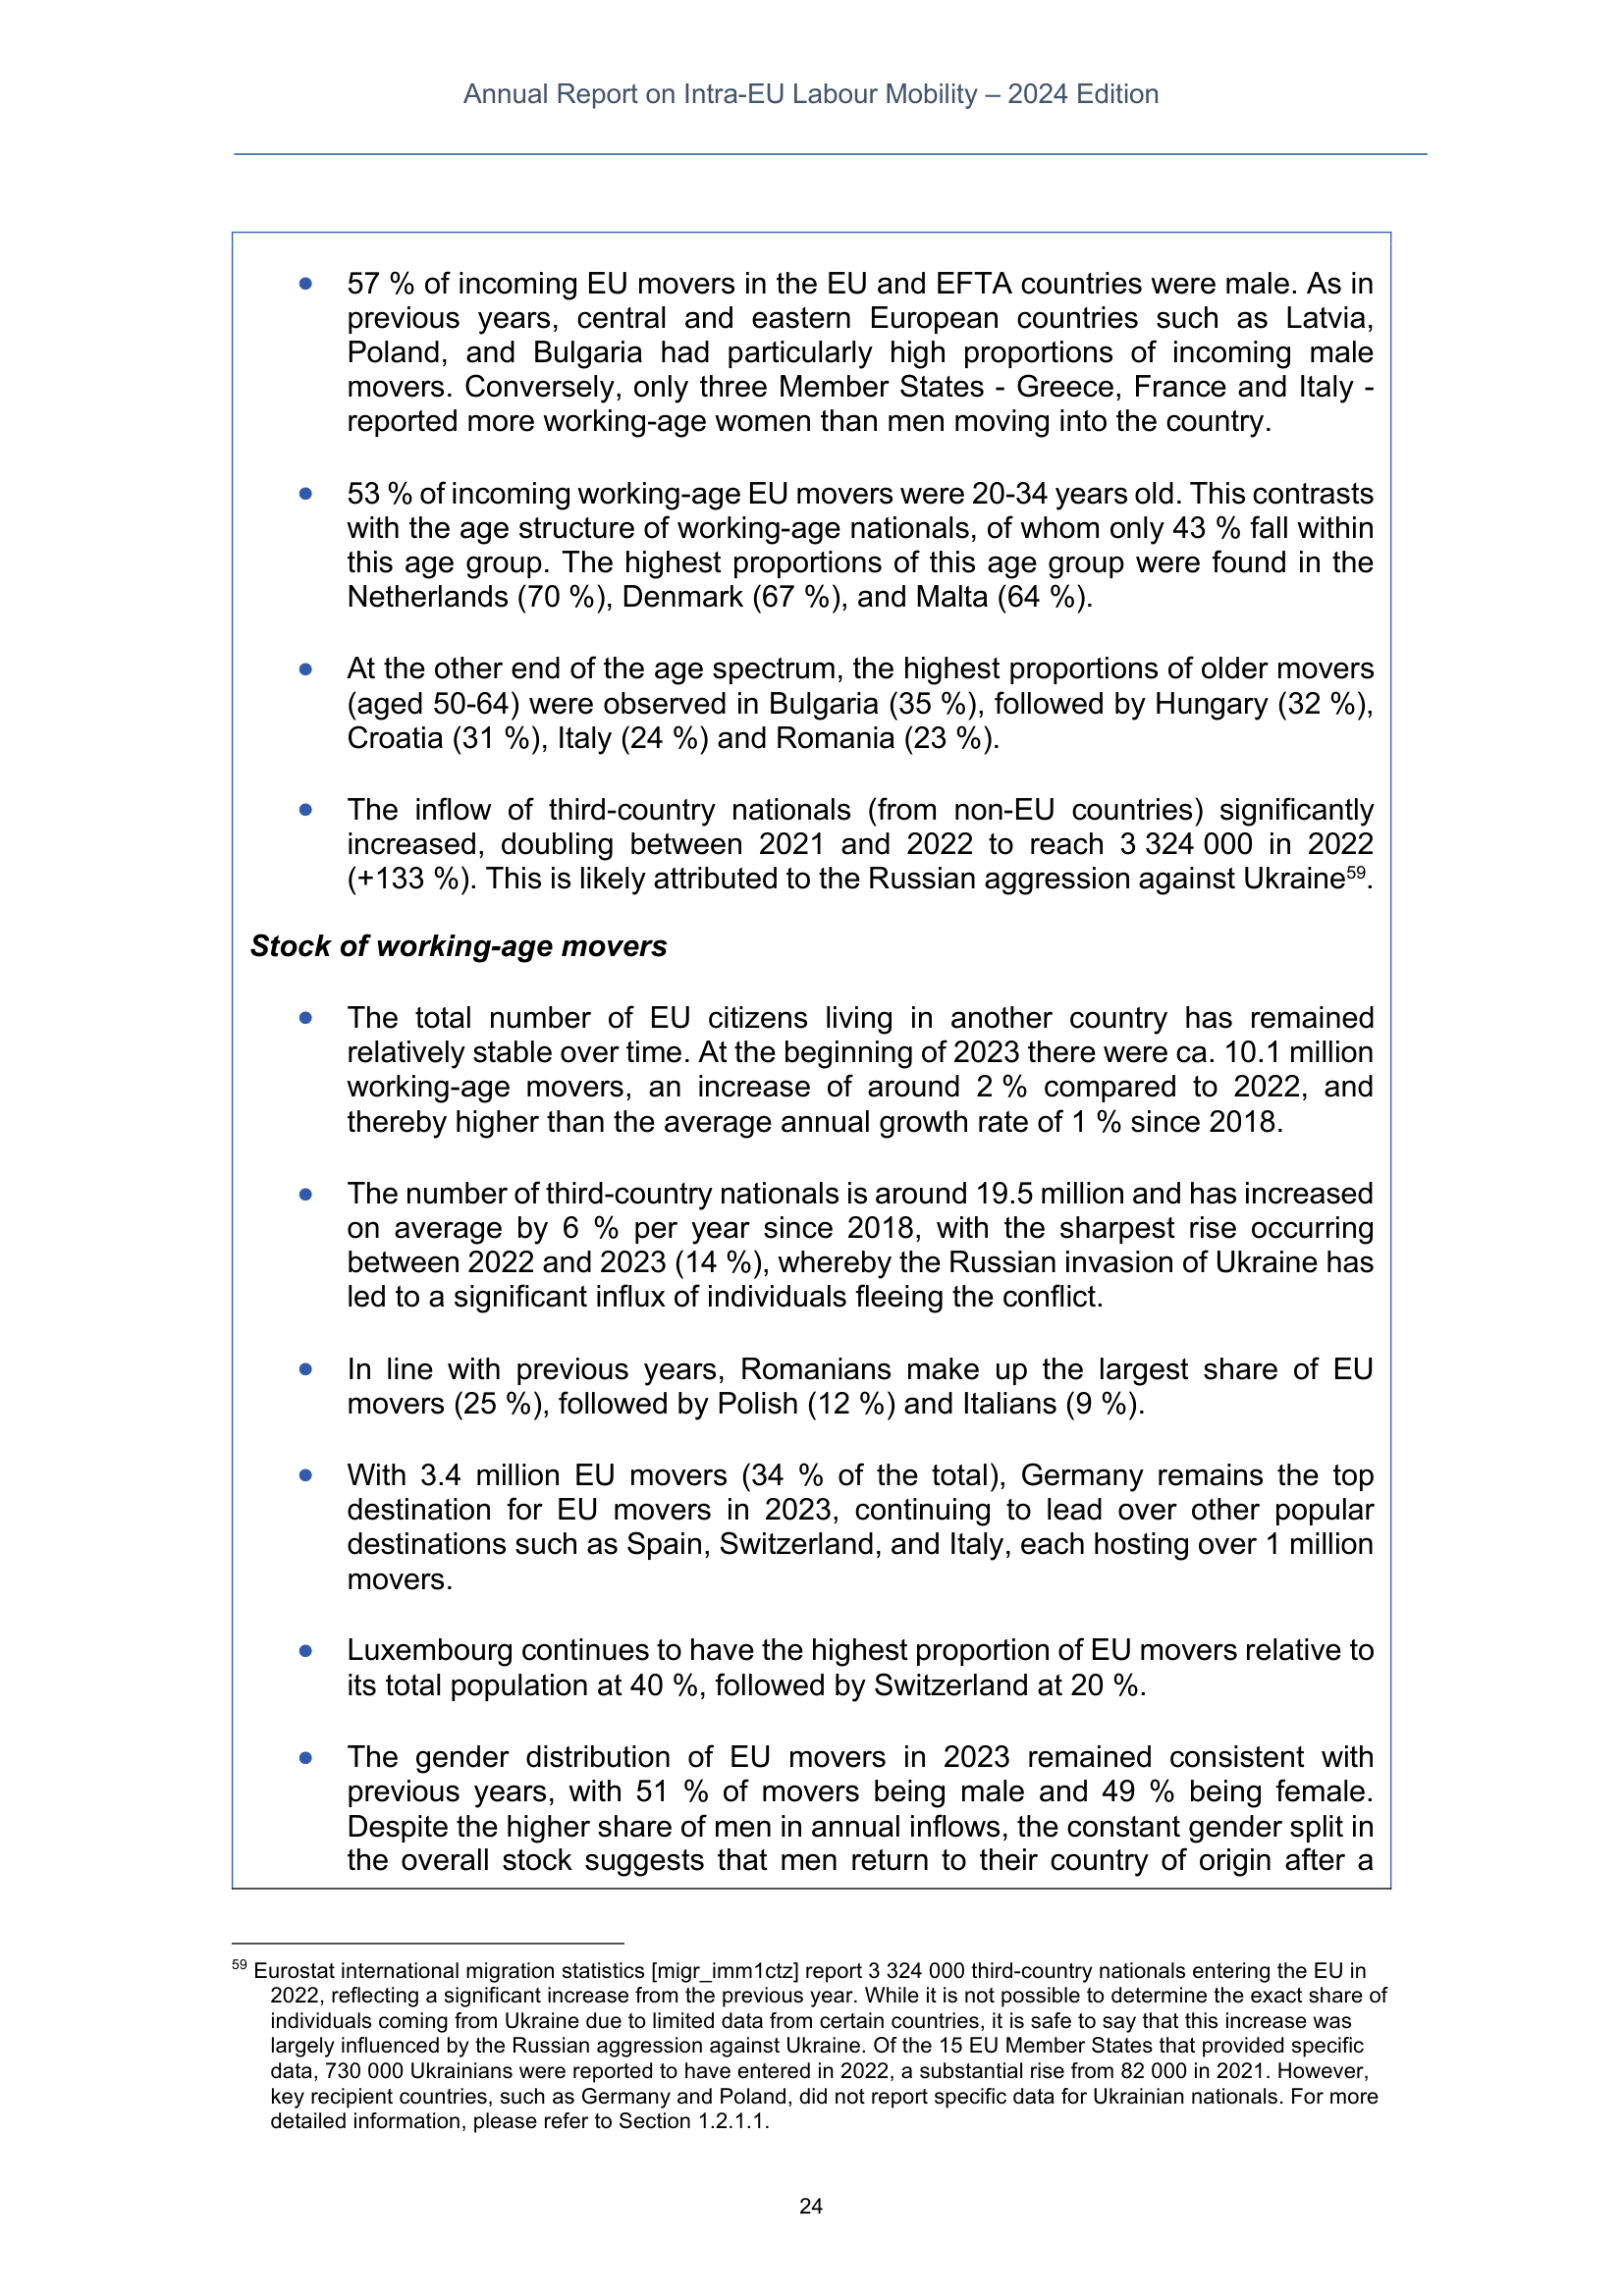 Annual Report on Intra-EU Labour Mobility – 2024 Edition
• 57 % of incoming EU movers in the EU and EFTA countries were male. As in
previous years, central and eastern European countries such as Latvia,
Poland, and Bulgaria had particularly high proportions of incoming male
movers. Conversely, only three Member States - Greece, France and Italy -
reported more working-age women than men moving into the country.
• 53 % of incoming working-age EU movers were 20-34 years old. This contrasts
with the age structure of working-age nationals, of whom only 43 % fall within
this age group. The highest proportions of this age group were found in the
Netherlands (70 %), Denmark (67 %), and Malta (64 %).
• At the other end of the age spectrum, the highest proportions of older movers
(aged 50-64) were observed in Bulgaria (35 %), followed by Hungary (32 %),
Croatia (31 %), Italy (24 %) and Romania (23 %).
• The inflow of third-country nationals (from non-EU countries) significantly
increased, doubling between 2021 and 2022 to reach 3 324 000 in 2022
(+133 %). This is likely attributed to the Russian aggression against Ukraine59.
Stock of working-age movers
• The total number of EU citizens living in another country has remained
relatively stable over time. At the beginning of 2023 there were ca. 10.1 million
working-age movers, an increase of around 2 % compared to 2022, and
thereby higher than the average annual growth rate of 1 % since 2018.
• The number of third-country nationals is around 19.5 million and has increased
on average by 6 % per year since 2018, with the sharpest rise occurring
between 2022 and 2023 (14 %), whereby the Russian invasion of Ukraine has
led to a significant influx of individuals fleeing the conflict.
• In line with previous years, Romanians make up the largest share of EU
movers (25 %), followed by Polish (12 %) and Italians (9 %).
• With 3.4 million EU movers (34 % of the total), Germany remains the top
destination for EU movers in 2023, continuing to lead over other popular
destinations such as Spain, Switzerland, and Italy, each hosting over 1 million
movers.
• Luxembourg continues to have the highest proportion of EU movers relative to
its total population at 40 %, followed by Switzerland at 20 %.
• The gender distribution of EU movers in 2023 remained consistent with
previous years, with 51 % of movers being male and 49 % being female.
Despite the higher share of men in annual inflows, the constant gender split in
the overall stock suggests that men return to their country of origin after a
59 Eurostat international migration statistics [migr_imm1ctz] report 3 324 000 third-country nationals entering the EU in
2022, reflecting a significant increase from the previous year. While it is not possible to determine the exact share of
individuals coming from Ukraine due to limited data from certain countries, it is safe to say that this increase was
largely influenced by the Russian aggression against Ukraine. Of the 15 EU Member States that provided specific
data, 730 000 Ukrainians were reported to have entered in 2022, a substantial rise from 82 000 in 2021. However,
key recipient countries, such as Germany and Poland, did not report specific data for Ukrainian nationals. For more
detailed information, please refer to Section 1.2.1.1.
24